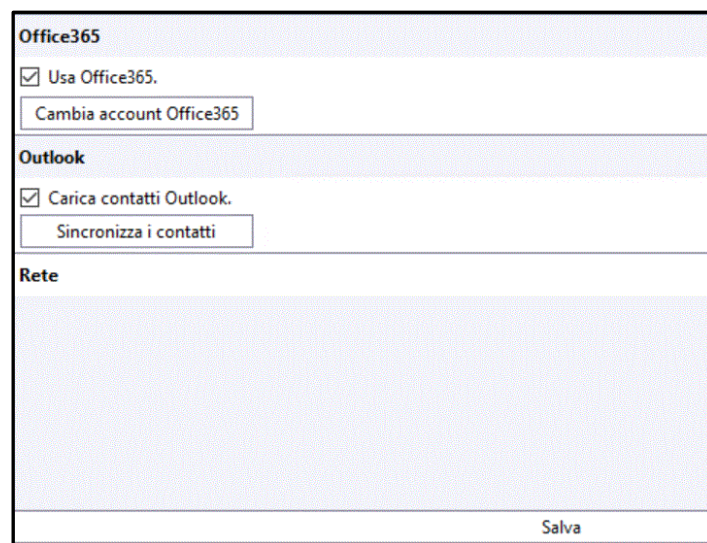 Office365
Usa Office365.
Cambia account Office365
Outlook
Carica contatti Outlook.
Sincronizza i contatti
Rete
Salva